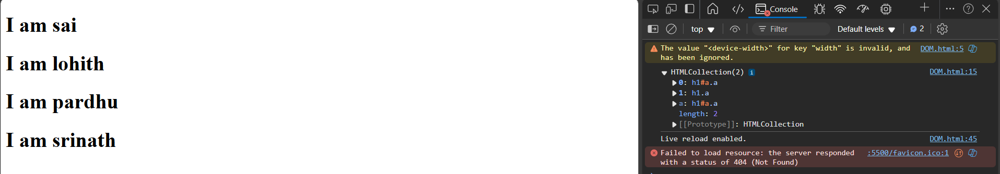 I am sai
I am lohith
I am pardhu
I am srinath
Console
top
Filter
Default levels
2
The value "<device-width>" for key "width" is invalid, and
has been ignored.
DOM.html:5
HTMLCollection(2) i
DOM.html:15
0: h1#a.a
1: h1.a
a: h1#a.a
length: 2
[[Prototype]]: HTMLCollection
Live reload enabled.
DOM.html:45
Failed to load resource: the server responded
with a status of 404 (Not Found)
:5500/favicon.ico:1